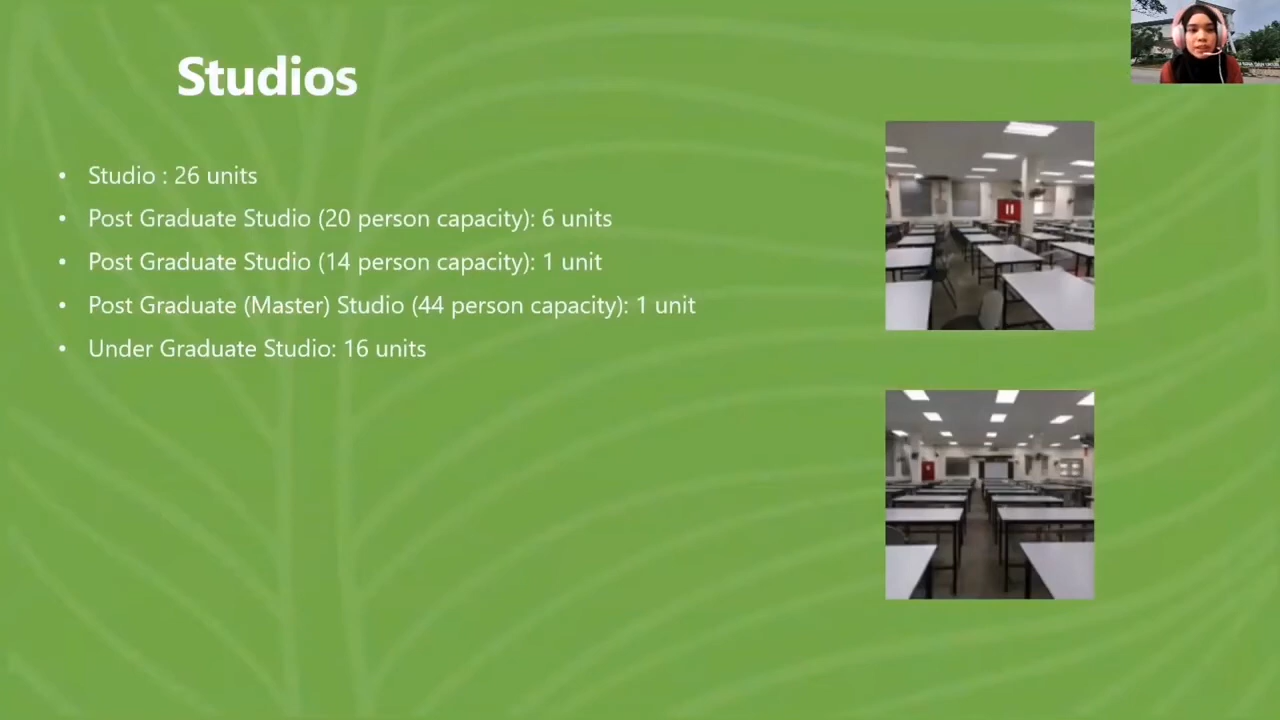 Studios
• Studio : 26 units
• Post Graduate Studio (20 person capacity): 6 units
• Post Graduate Studio (14 person capacity): 1 unit
• Post Graduate (Master) Studio (44 person capacity): 1 unit
• Under Graduate Studio: 16 units